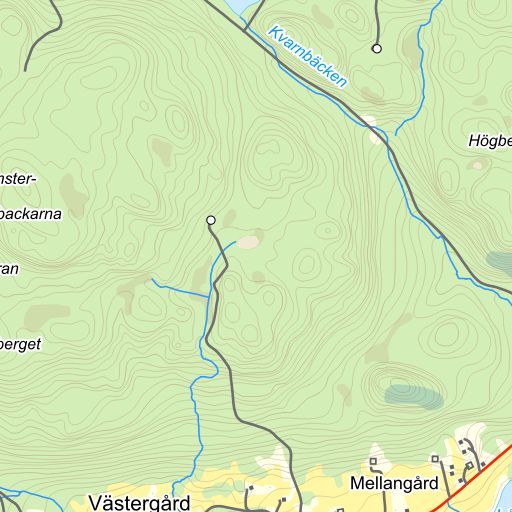 Kvarnbäcken
Högbe
nster-
backarna
ran
berget
Mellangård
Västergård